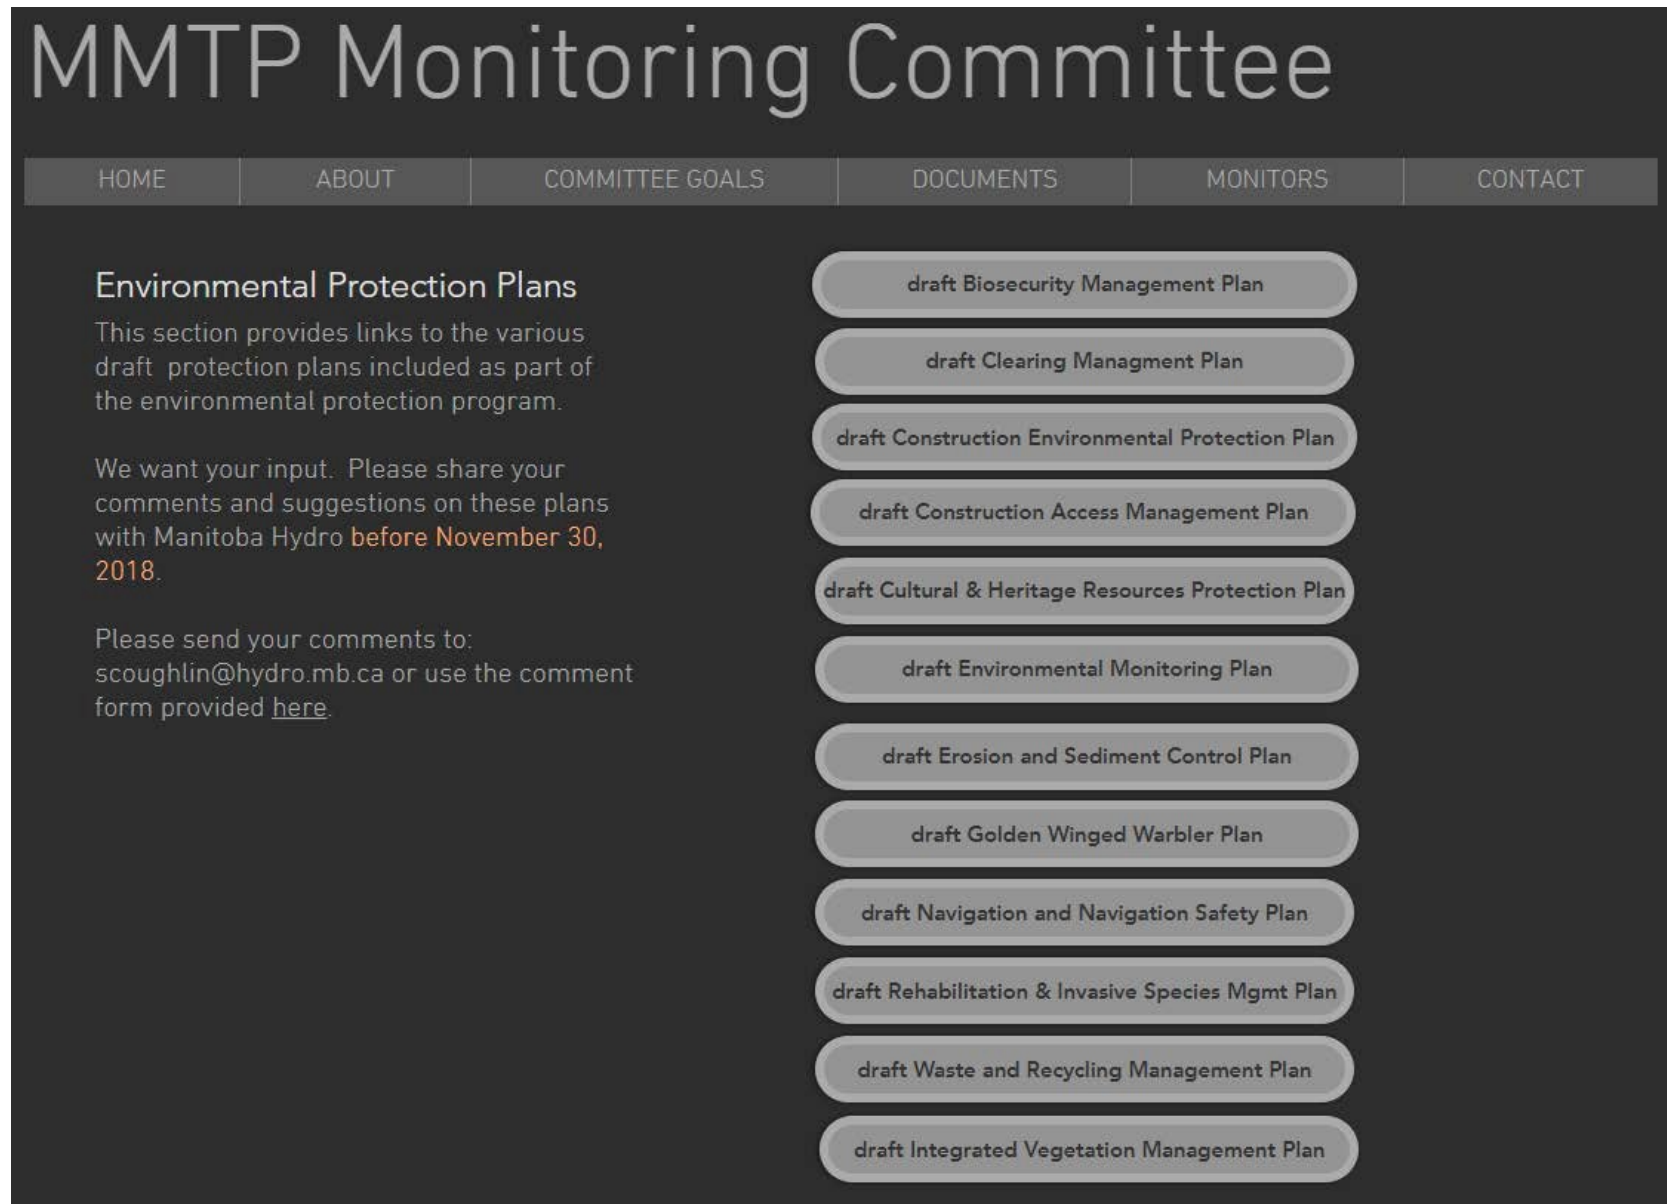 MMTP Monitoring Committee
HOME ABOUT COMMITTEE GOALS DOCUMENTS MONITORS CONTACT
Environmental Protection Plans
This section provides links to the various
draft protection plans included as part of
the environmental protection program.
We want your input. Please share your
comments and suggestions on these plans
with Manitoba Hydro before November 30,
2018.
Please send your comments to:
scoughlin@hydro.mb.ca or use the comment
form provided here.
draft Biosecurity Management Plan
draft Clearing Managment Plan
draft Construction Environmental Protection Plan
draft Construction Access Management Plan
draft Cultural & Heritage Resources Protection Plan
draft Environmental Monitoring Plan
draft Erosion and Sediment Control Plan
draft Golden Winged Warbler Plan
draft Navigation and Navigation Safety Plan
draft Rehabilitation & Invasive Species Mgmt Plan
draft Waste and Recycling Management Plan
draft Integrated Vegetation Management Plan